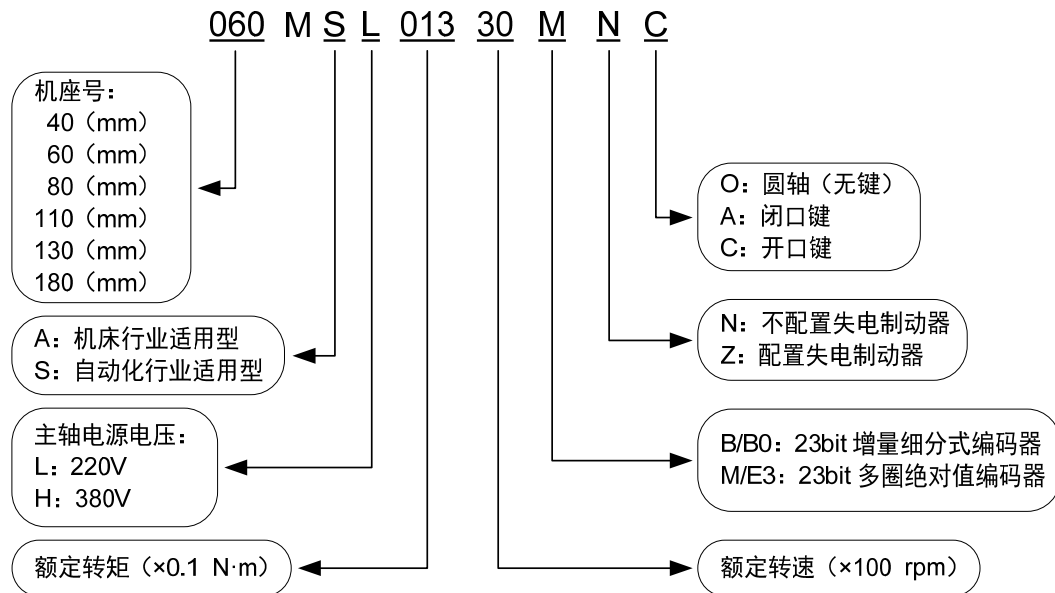 060 M S L 013 30 M N C
机座号：
40（mm）
60（mm）
80（mm）
110（mm）
130（mm）
180（mm）
A：机床行业适用型
S：自动化行业适用型
主轴电源电压：
L：220V
H：380V
额定转矩（×0.1 N·m）
O：圆轴（无键）
A：闭口键
C：开口键
N：不配置失电制动器
Z：配置失电制动器
B/B0：23bit 增量细分式编码器
M/E3：23bit 多圈绝对值编码器
额定转速（×100 rpm）